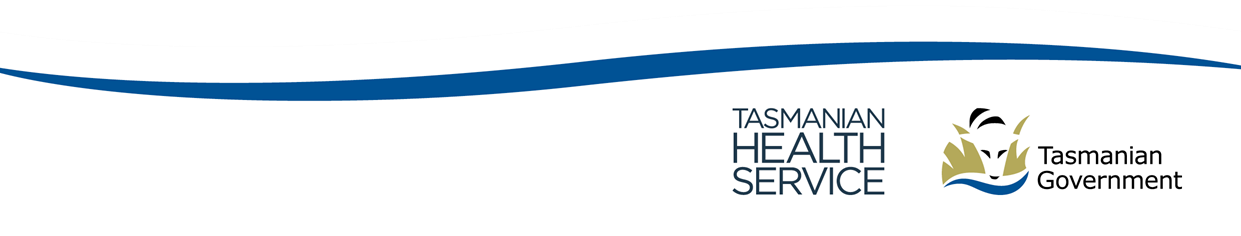 TASMANIAN
HEALTH
SERVICE
Tasmanian
Government